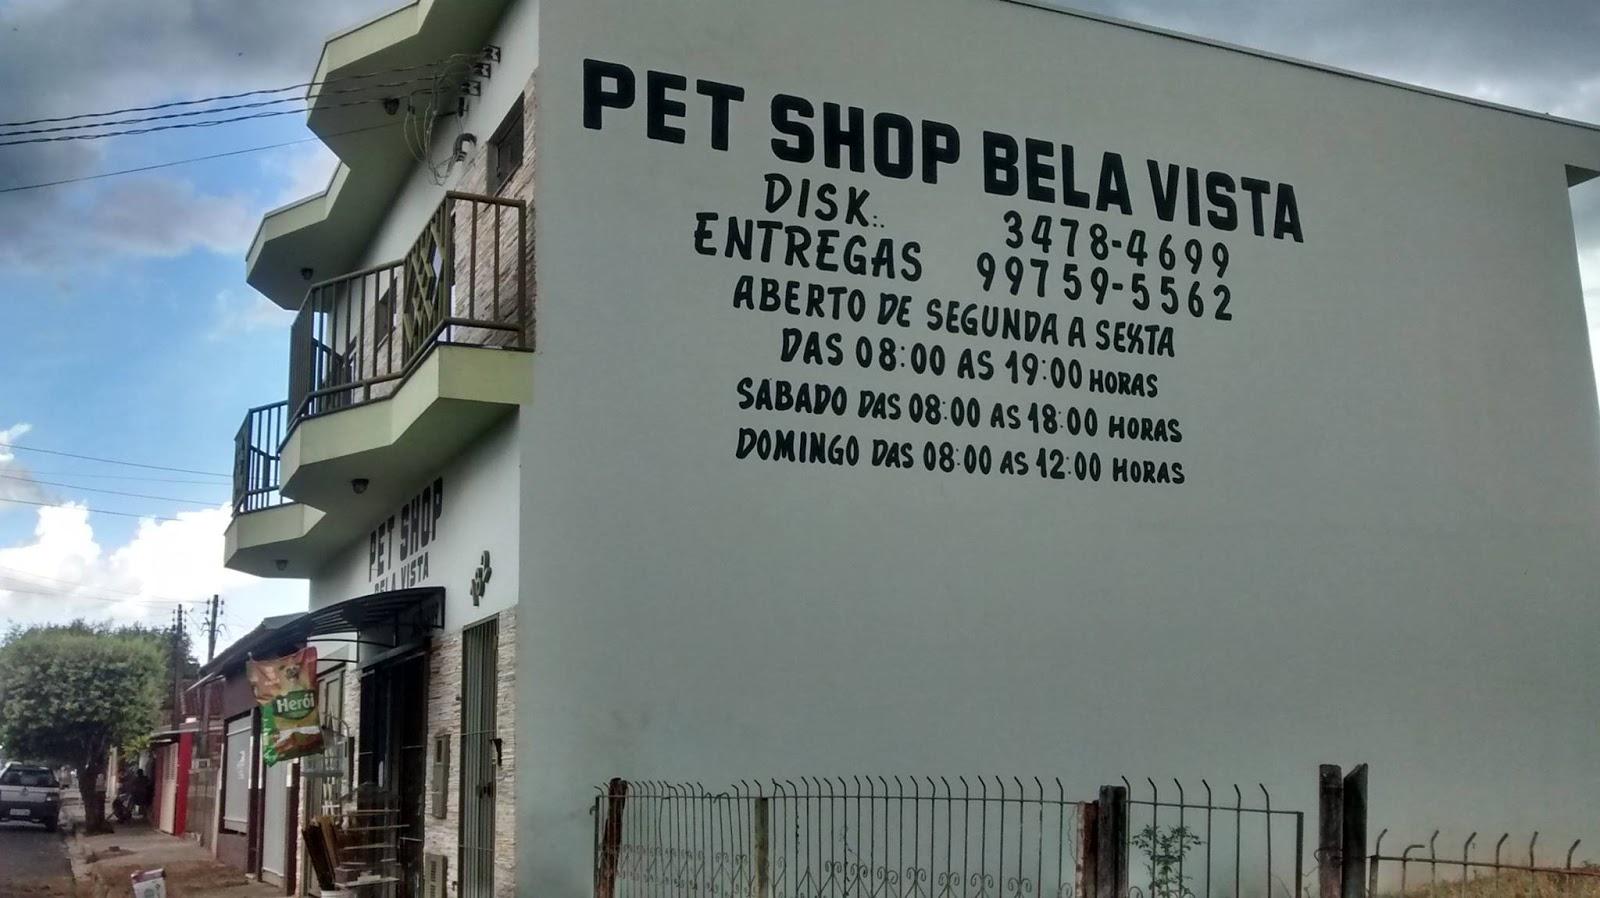 PET SHOP BELA VISTA
DISK:
3478-4699
ENTREGAS
99759-5562
ABERTO DE SEGUNDA A SEXTA
DAS 08:00 AS 19:00 HORAS
SABADO DAS 08:00 AS 18:00 HORAS
DOMINGO DAS 08:00 AS 12:00 HORAS
PET SHOP
BELA VISTA
Herói